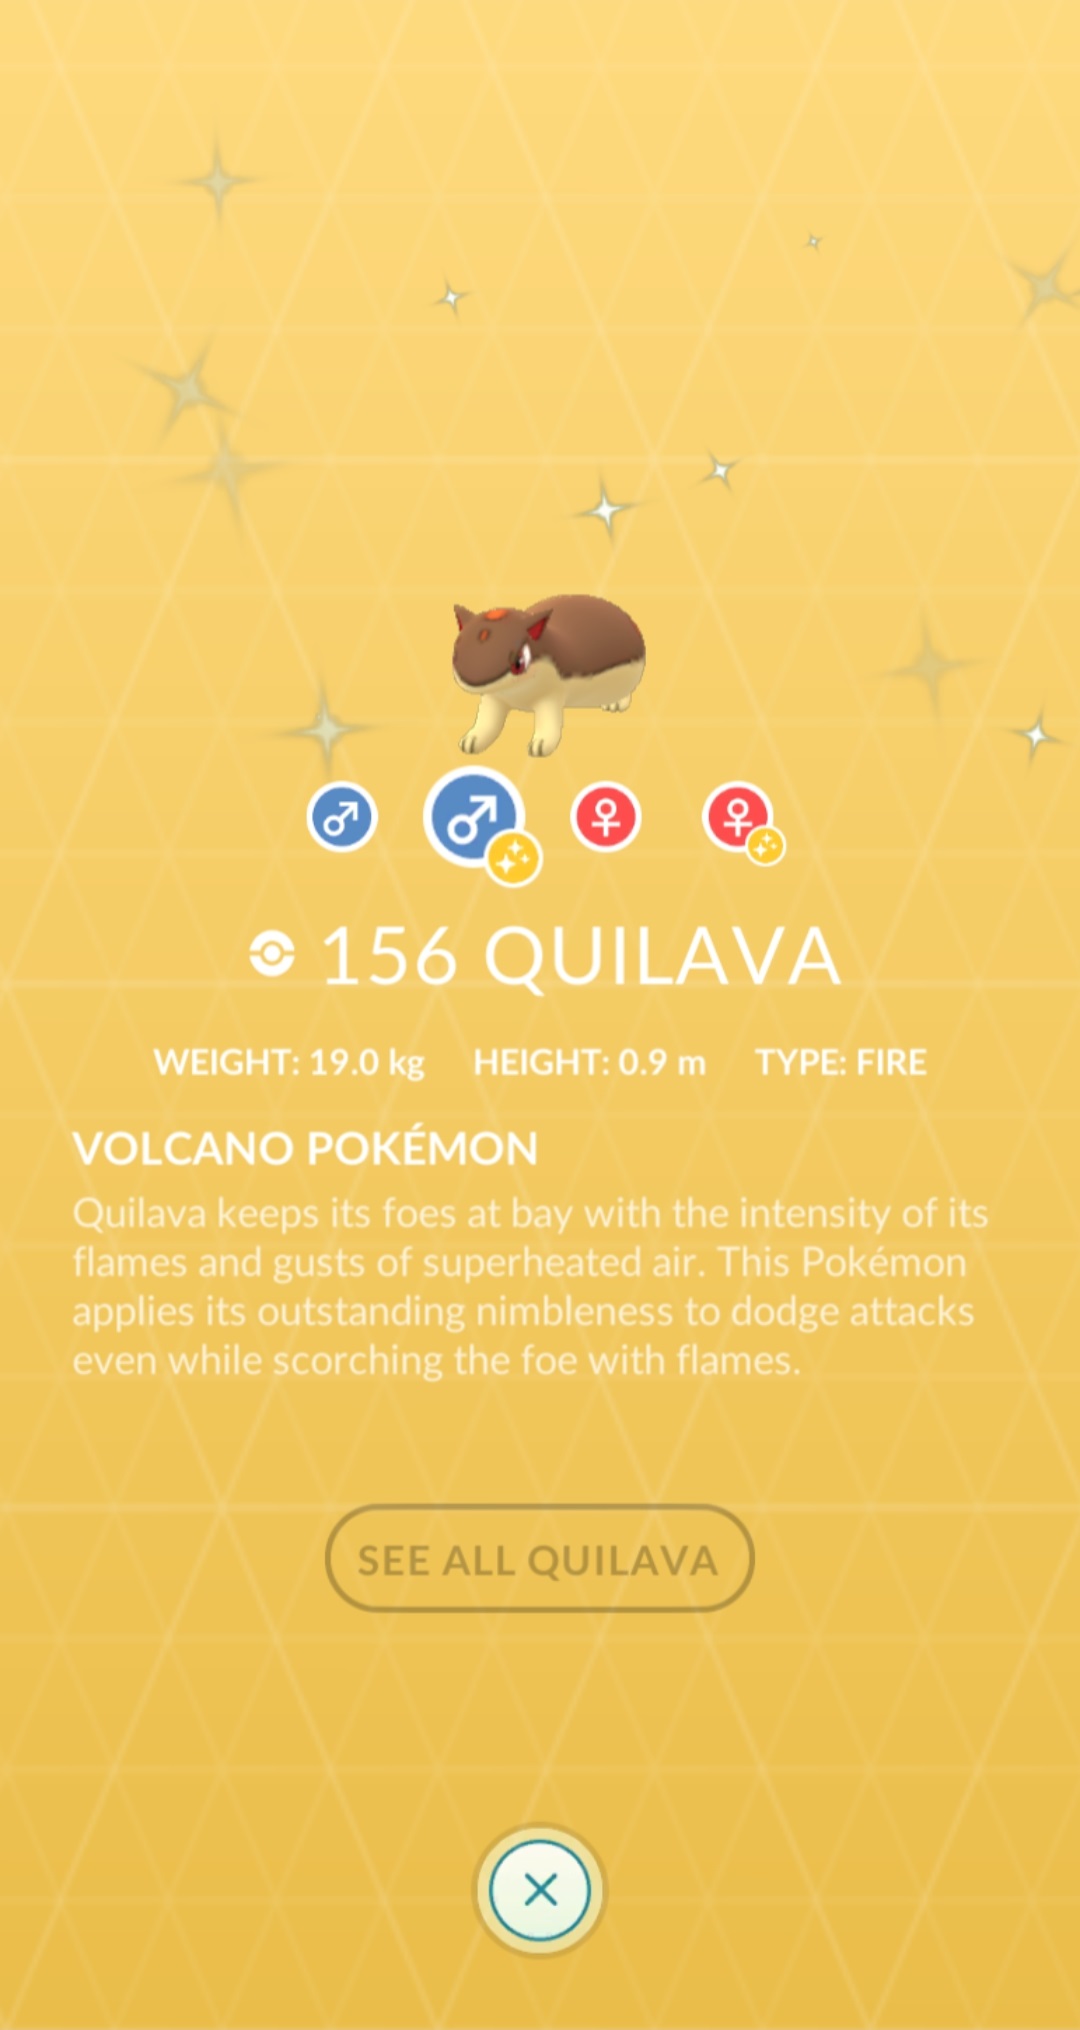 156 QUILAVA
WEIGHT: 19.0 kg HEIGHT: 0.9 m TYPE: FIRE
VOLCANO POKÉMON
Quilava keeps its foes at bay with the intensity of its
flames and gusts of superheated air. This Pokémon
applies its outstanding nimbleness to dodge attacks
even while scorching the foe with flames.
SEE ALL QUILAVA